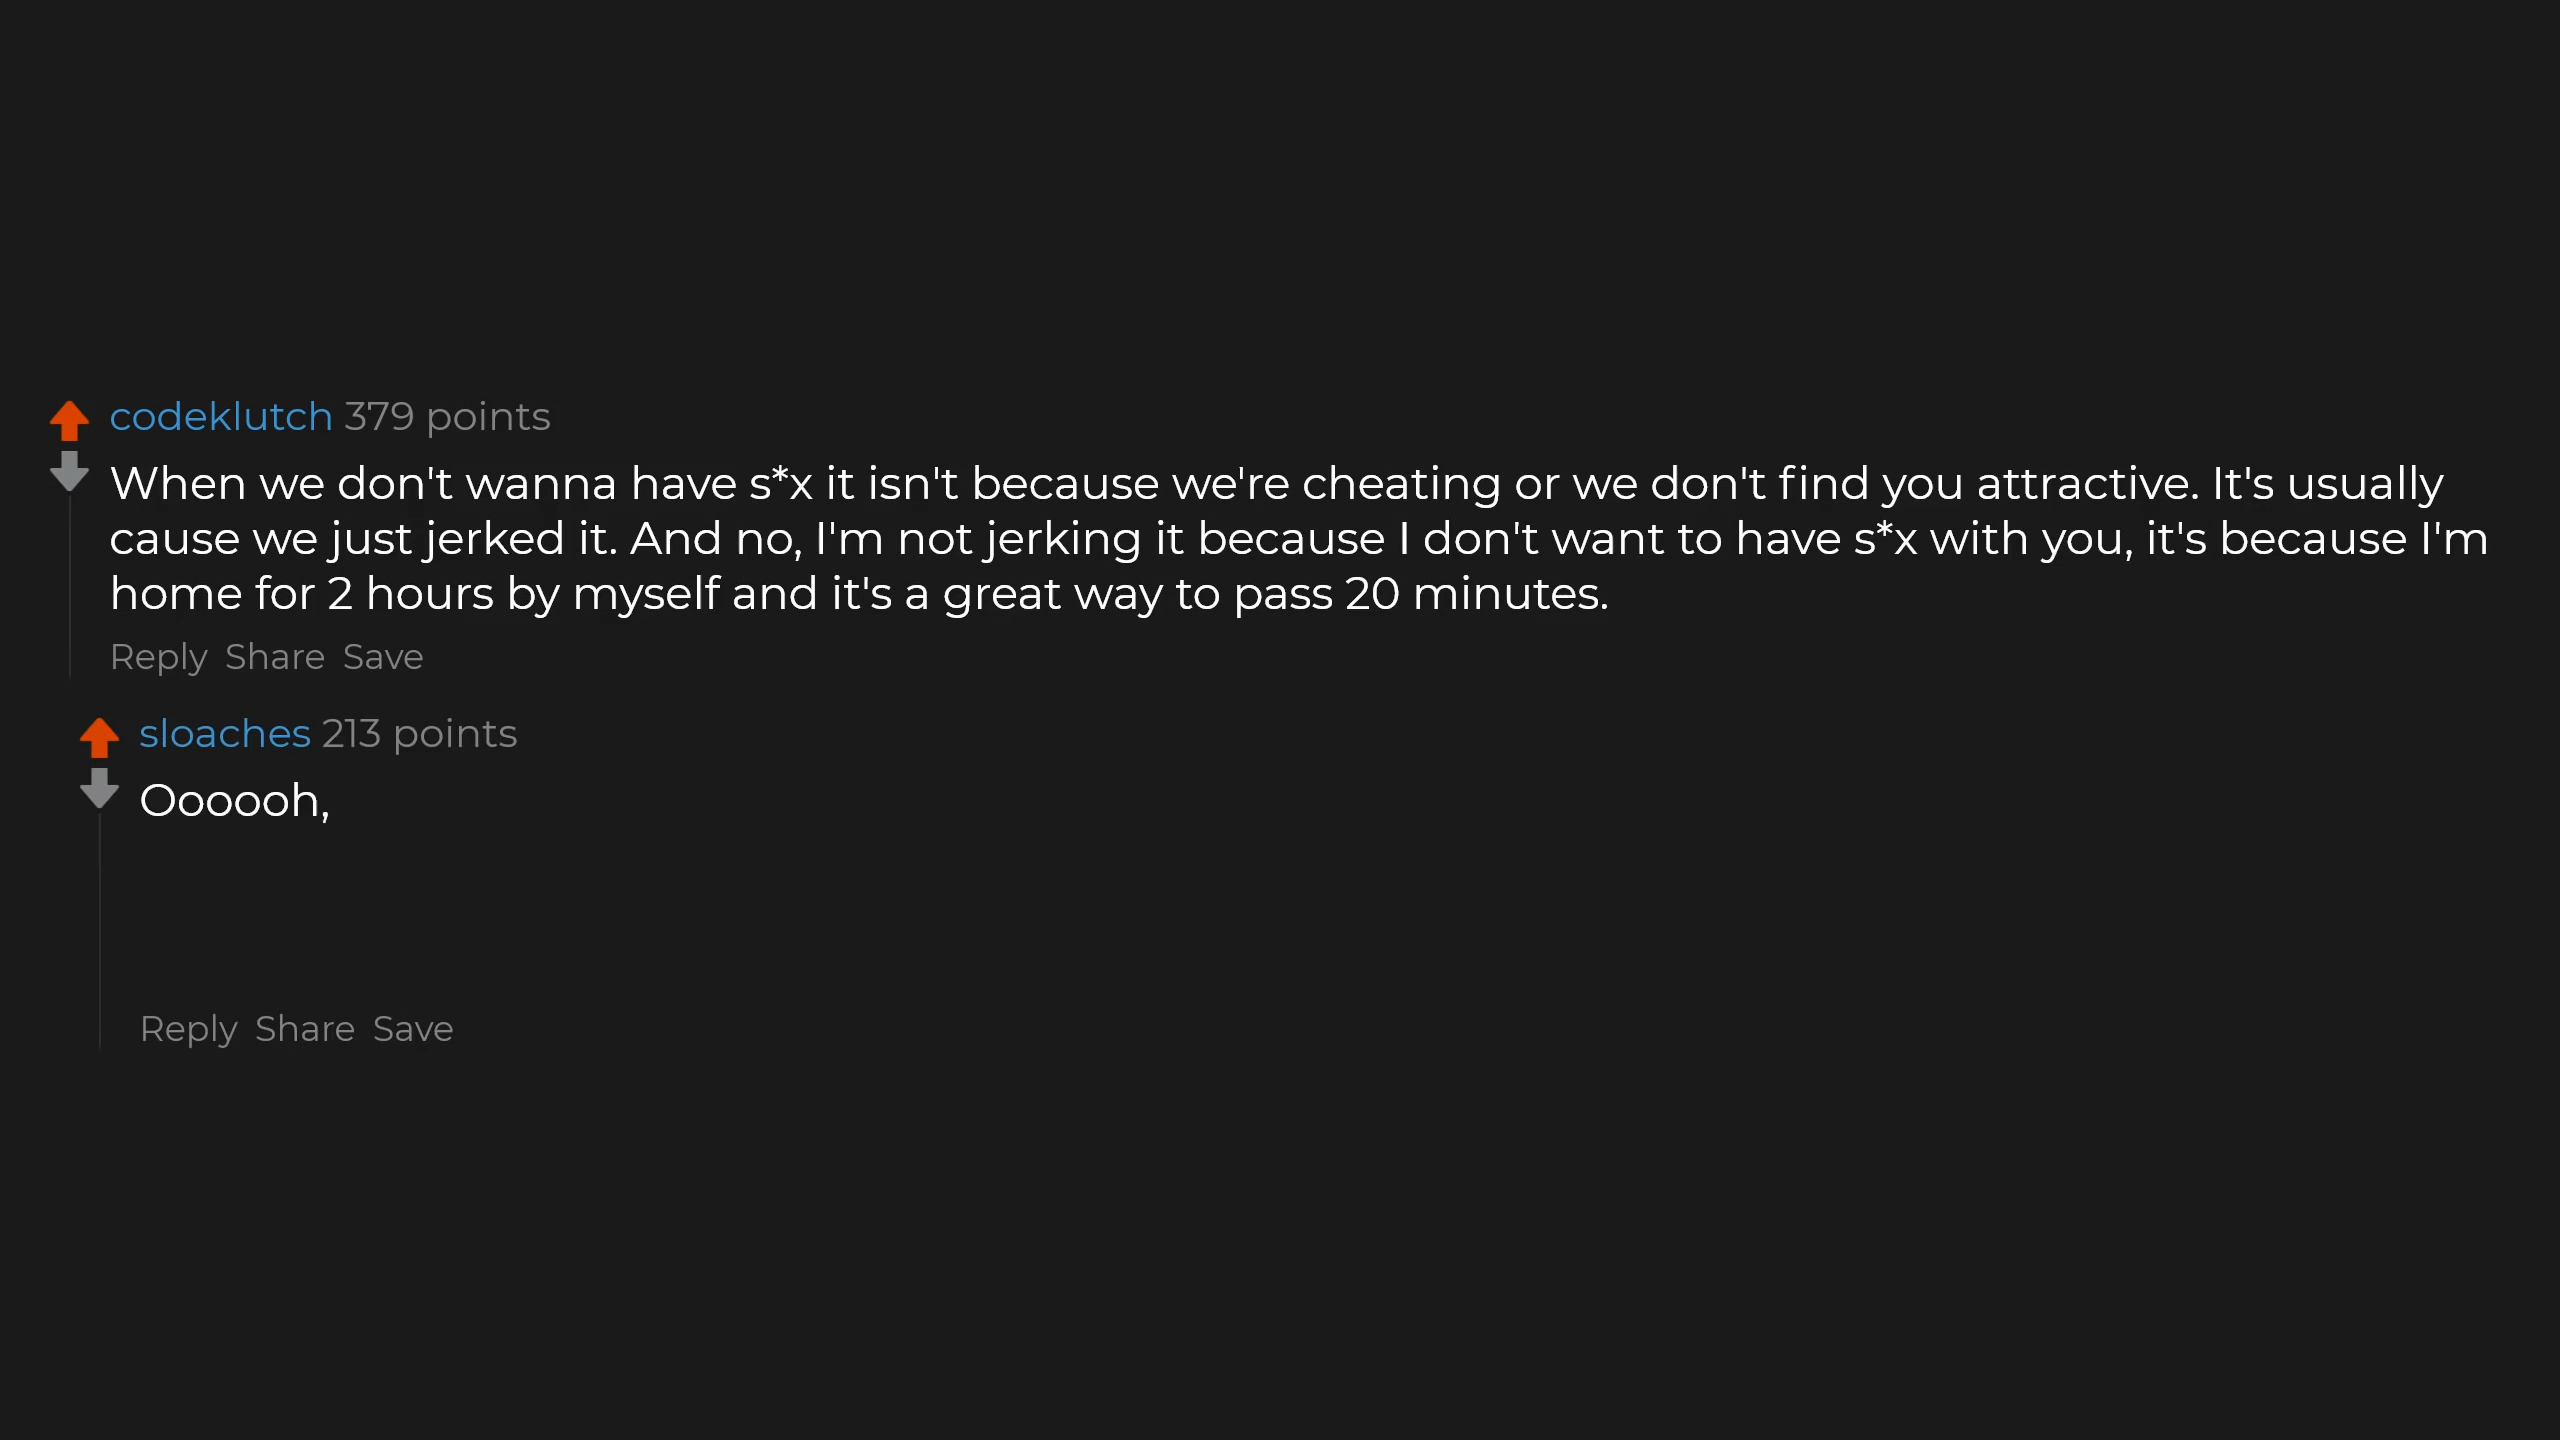 codeklutch 379 points
When we don't wanna have s*x it isn't because we're cheating or we don't find you attractive. It's usually
cause we just jerked it. And no, I'm not jerking it because I don't want to have s*x with you, it's because I'm
home for 2 hours by myself and it's a great way to pass 20 minutes.
Reply Share Save
sloaches 213 points
Oooooh,
Reply Share Save